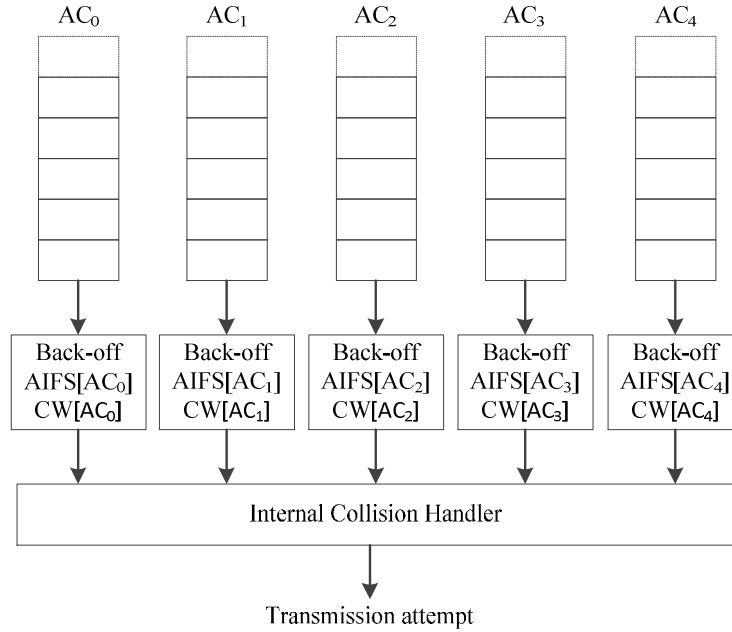 AC₀ AC₁ AC₂ AC₃ AC₄
Back-off Back-off Back-off Back-off Back-off
AIFS[AC₀] AIFS[AC₁] AIFS[AC₂] AIFS[AC₃] AIFS[AC₄]
CW[AC₀] CW[AC₁] CW[AC₂] CW[AC₃] CW[AC₄]
Internal Collision Handler
Transmission attempt